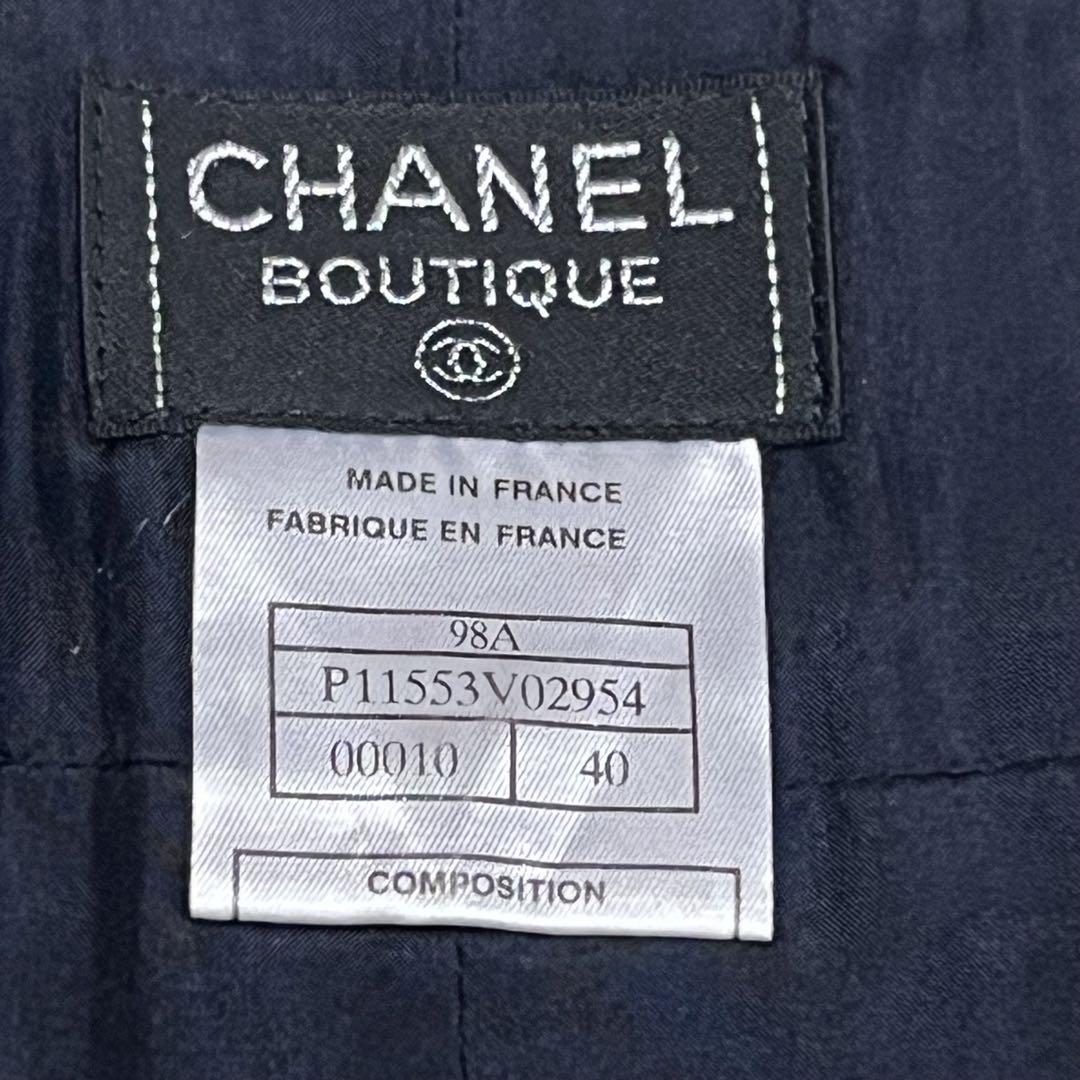 CHANEL
BOUTIQUE
MADE IN FRANCE
FABRIQUE EN FRANCE
98A
P11553V02954
00010 40
COMPOSITION